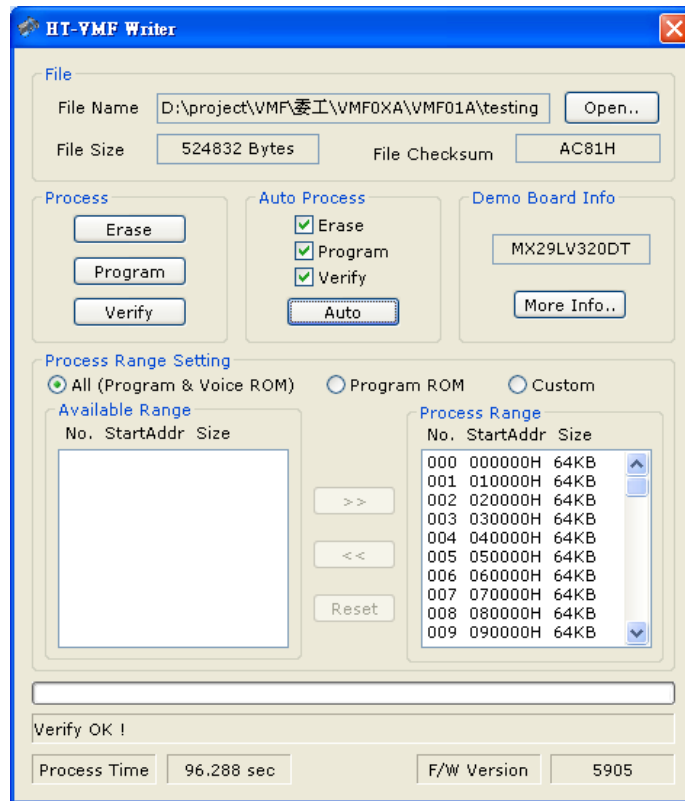 HT-VMF Writer
File
File Name D:\project\VMF\委工\VMF0XA\VMF01A\testing Open..
File Size 524832 Bytes File Checksum AC81H
Process Auto Process Demo Board Info
Erase
Program
Verify
Erase
Program
Verify
Auto
MX29LV320DT
More Info..
Process Range Setting
All (Program & Voice ROM) Program ROM Custom
Available Range
No. StartAddr Size
>>
<<
Reset
Process Range
No. StartAddr Size
000 000000H 64KB
001 010000H 64KB
002 020000H 64KB
003 030000H 64KB
004 040000H 64KB
005 050000H 64KB
006 060000H 64KB
007 070000H 64KB
008 080000H 64KB
009 090000H 64KB
Verify OK !
Process Time 96.288 sec F/W Version 5905